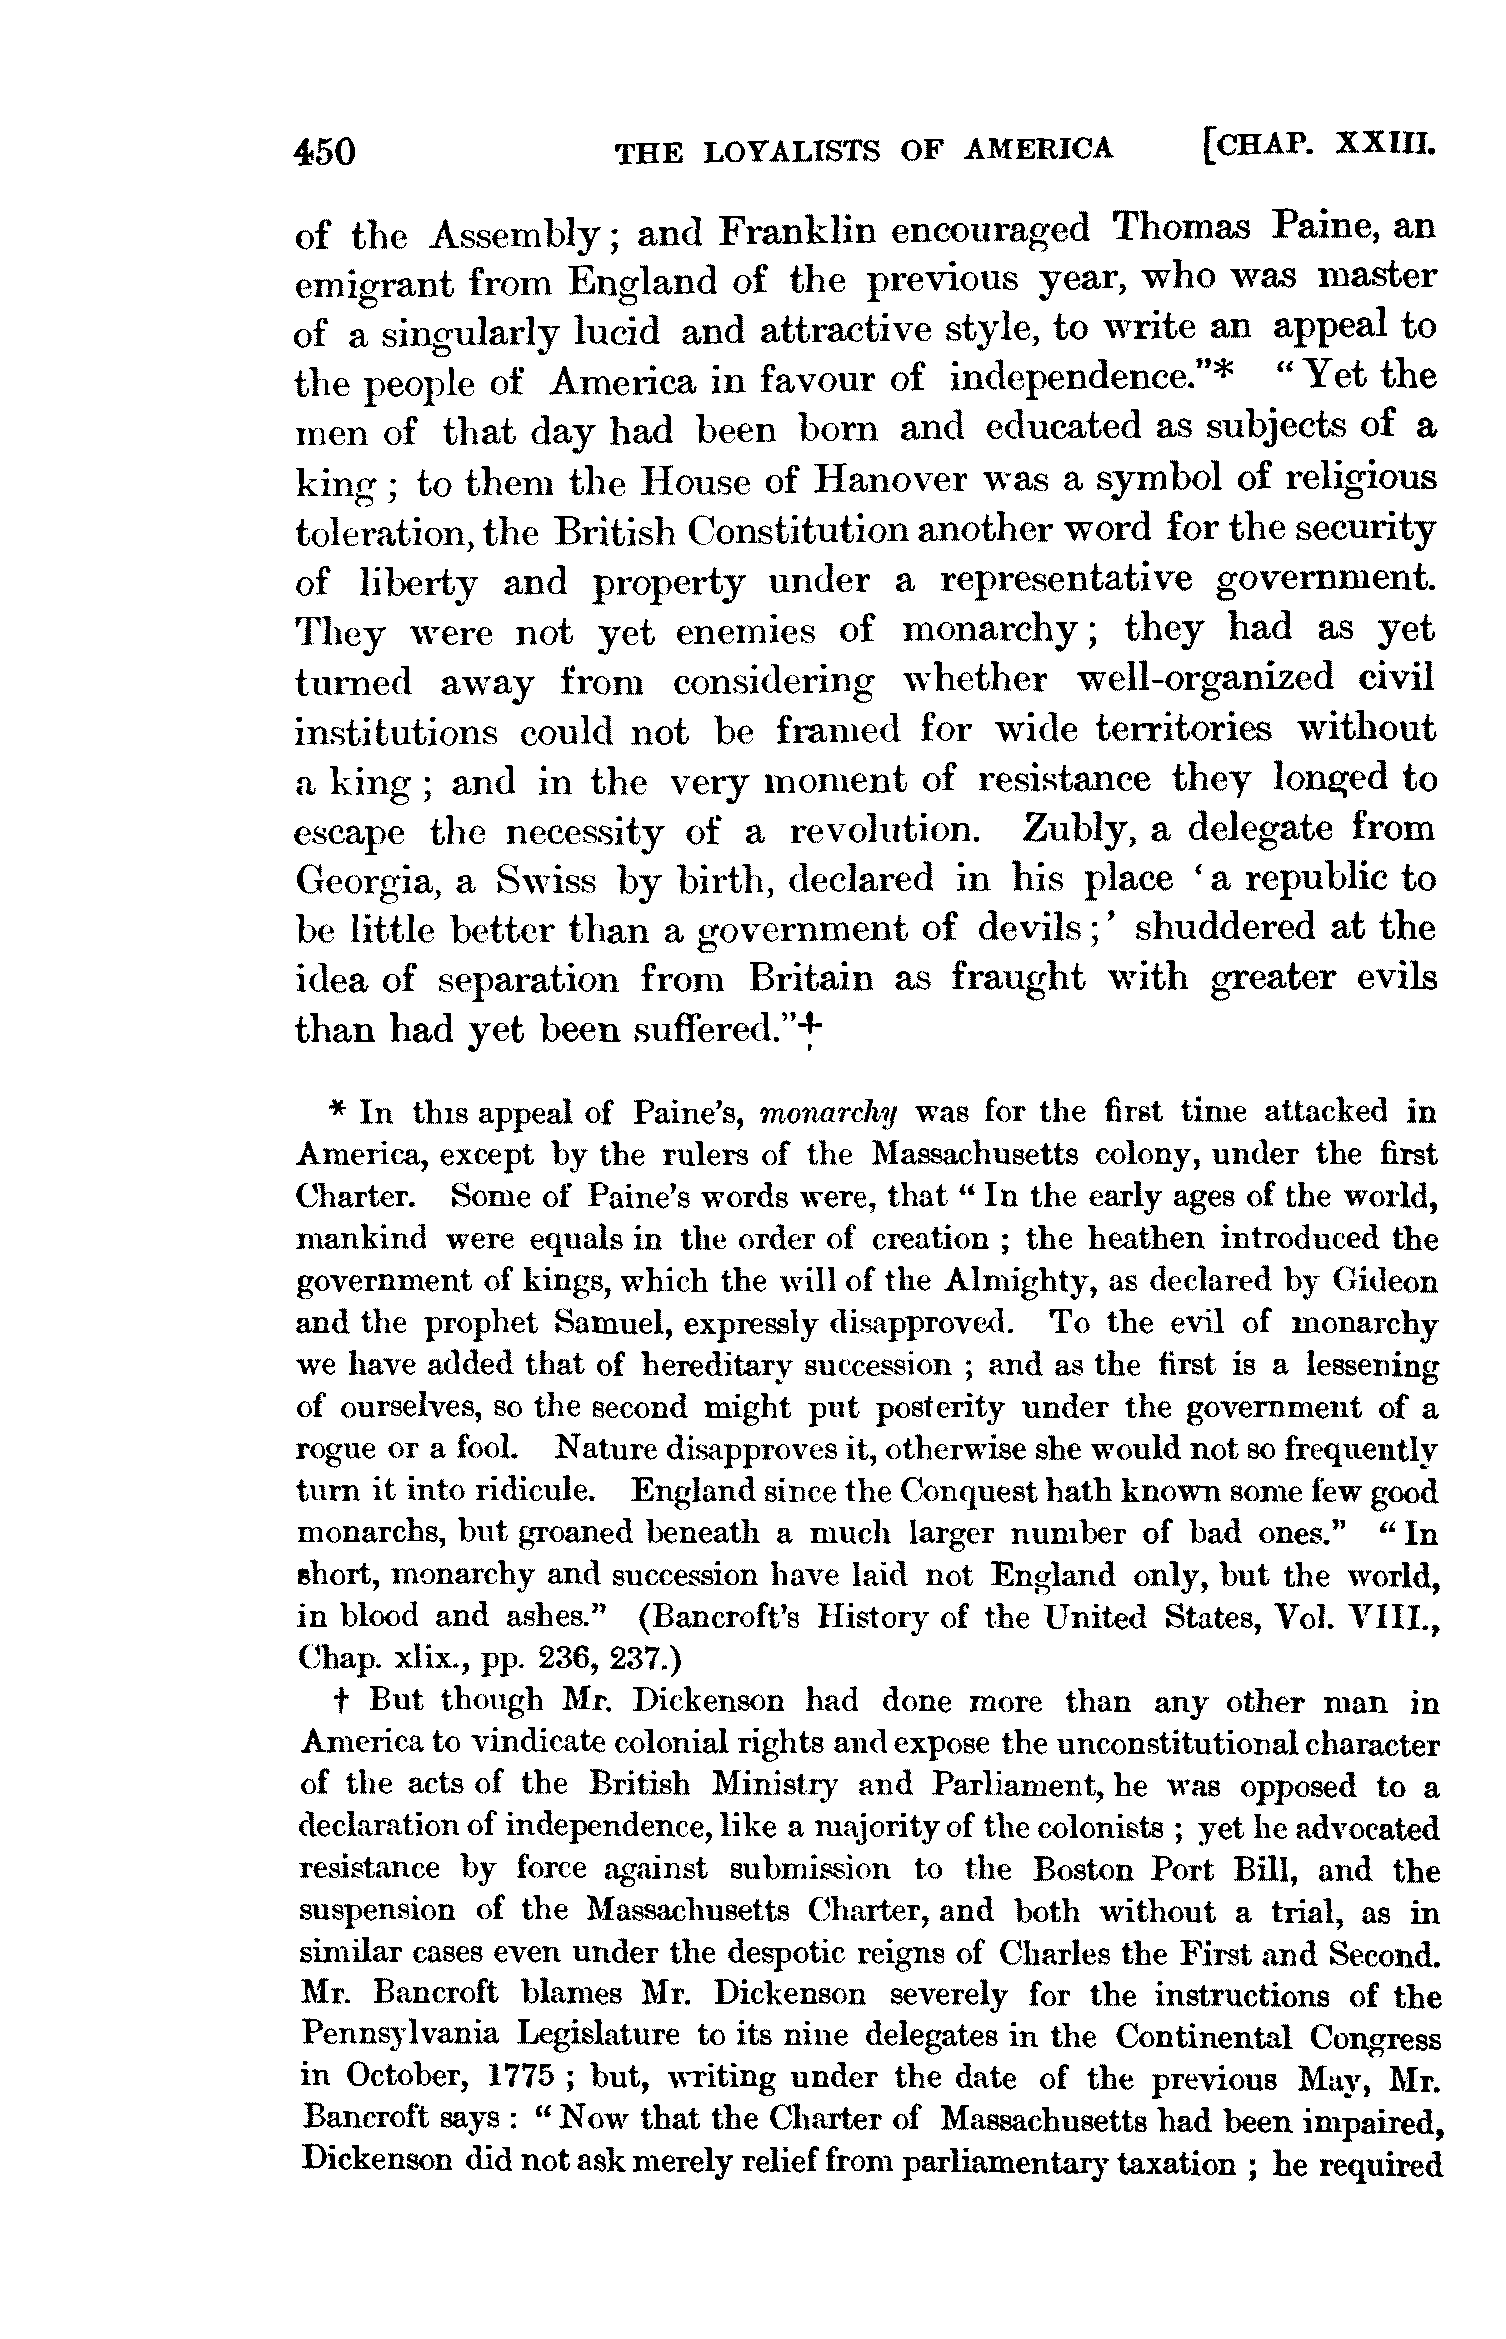 450 THE LOYALISTS OF AMERICA [CHAP. XXIII.
of the Assembly; and Franklin encouraged Thomas Paine, an
emigrant from England of the previous year, who was master
of a singularly lucid and attractive style, to write an appeal to
the people of America in favour of independence."* "Yet the
men of that day had been born and educated as subjects of a
king; to them the House of Hanover was a symbol of religious
toleration, the British Constitution another word for the security
of liberty and property under a representative government.
They were not yet enemies of monarchy; they had as yet
turned away from considering whether well-organized civil
institutions could not be framed for wide territories without
a king; and in the very moment of resistance they longed to
escape the necessity of a revolution. Zubly, a delegate from
Georgia, a Swiss by birth, declared in his place 'a republic to
be little better than a government of devils;' shuddered at the
idea of separation from Britain as fraught with greater evils
than had yet been suffered."†
* In this appeal of Paine's, monarchy was for the first time attacked in
America, except by the rulers of the Massachusetts colony, under the first
Charter. Some of Paine's words were, that "In the early ages of the world,
mankind were equals in the order of creation; the heathen introduced the
government of kings, which the will of the Almighty, as declared by Gideon
and the prophet Samuel, expressly disapproved. To the evil of monarchy
we have added that of hereditary succession; and as the first is a lessening
of ourselves, so the second might put posterity under the government of a
rogue or a fool. Nature disapproves it, otherwise she would not so frequently
turn it into ridicule. England since the Conquest hath known some few good
monarchs, but groaned beneath a much larger number of bad ones." "In
short, monarchy and succession have laid not England only, but the world,
in blood and ashes." (Bancroft's History of the United States, Vol. VIII.,
Chap. xlix., pp. 236, 237.)
† But though Mr. Dickenson had done more than any other man in
America to vindicate colonial rights and expose the unconstitutional character
of the acts of the British Ministry and Parliament, he was opposed to a
declaration of independence, like a majority of the colonists; yet he advocated
resistance by force against submission to the Boston Port Bill, and the
suspension of the Massachusetts Charter, and both without a trial, as in
similar cases even under the despotic reigns of Charles the First and Second.
Mr. Bancroft blames Mr. Dickenson severely for the instructions of the
Pennsylvania Legislature to its nine delegates in the Continental Congress
in October, 1775; but, writing under the date of the previous May, Mr.
Bancroft says: "Now that the Charter of Massachusetts had been impaired,
Dickenson did not ask merely relief from parliamentary taxation; he required